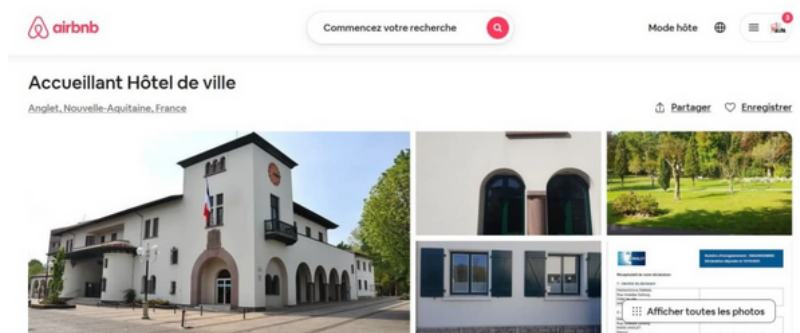 airbnb
Commencez votre recherche
Mode hôte
3
Accueillant Hôtel de ville
Anglet, Nouvelle-Aquitaine, France
Partager
Enregistrer
Afficher toutes les photos